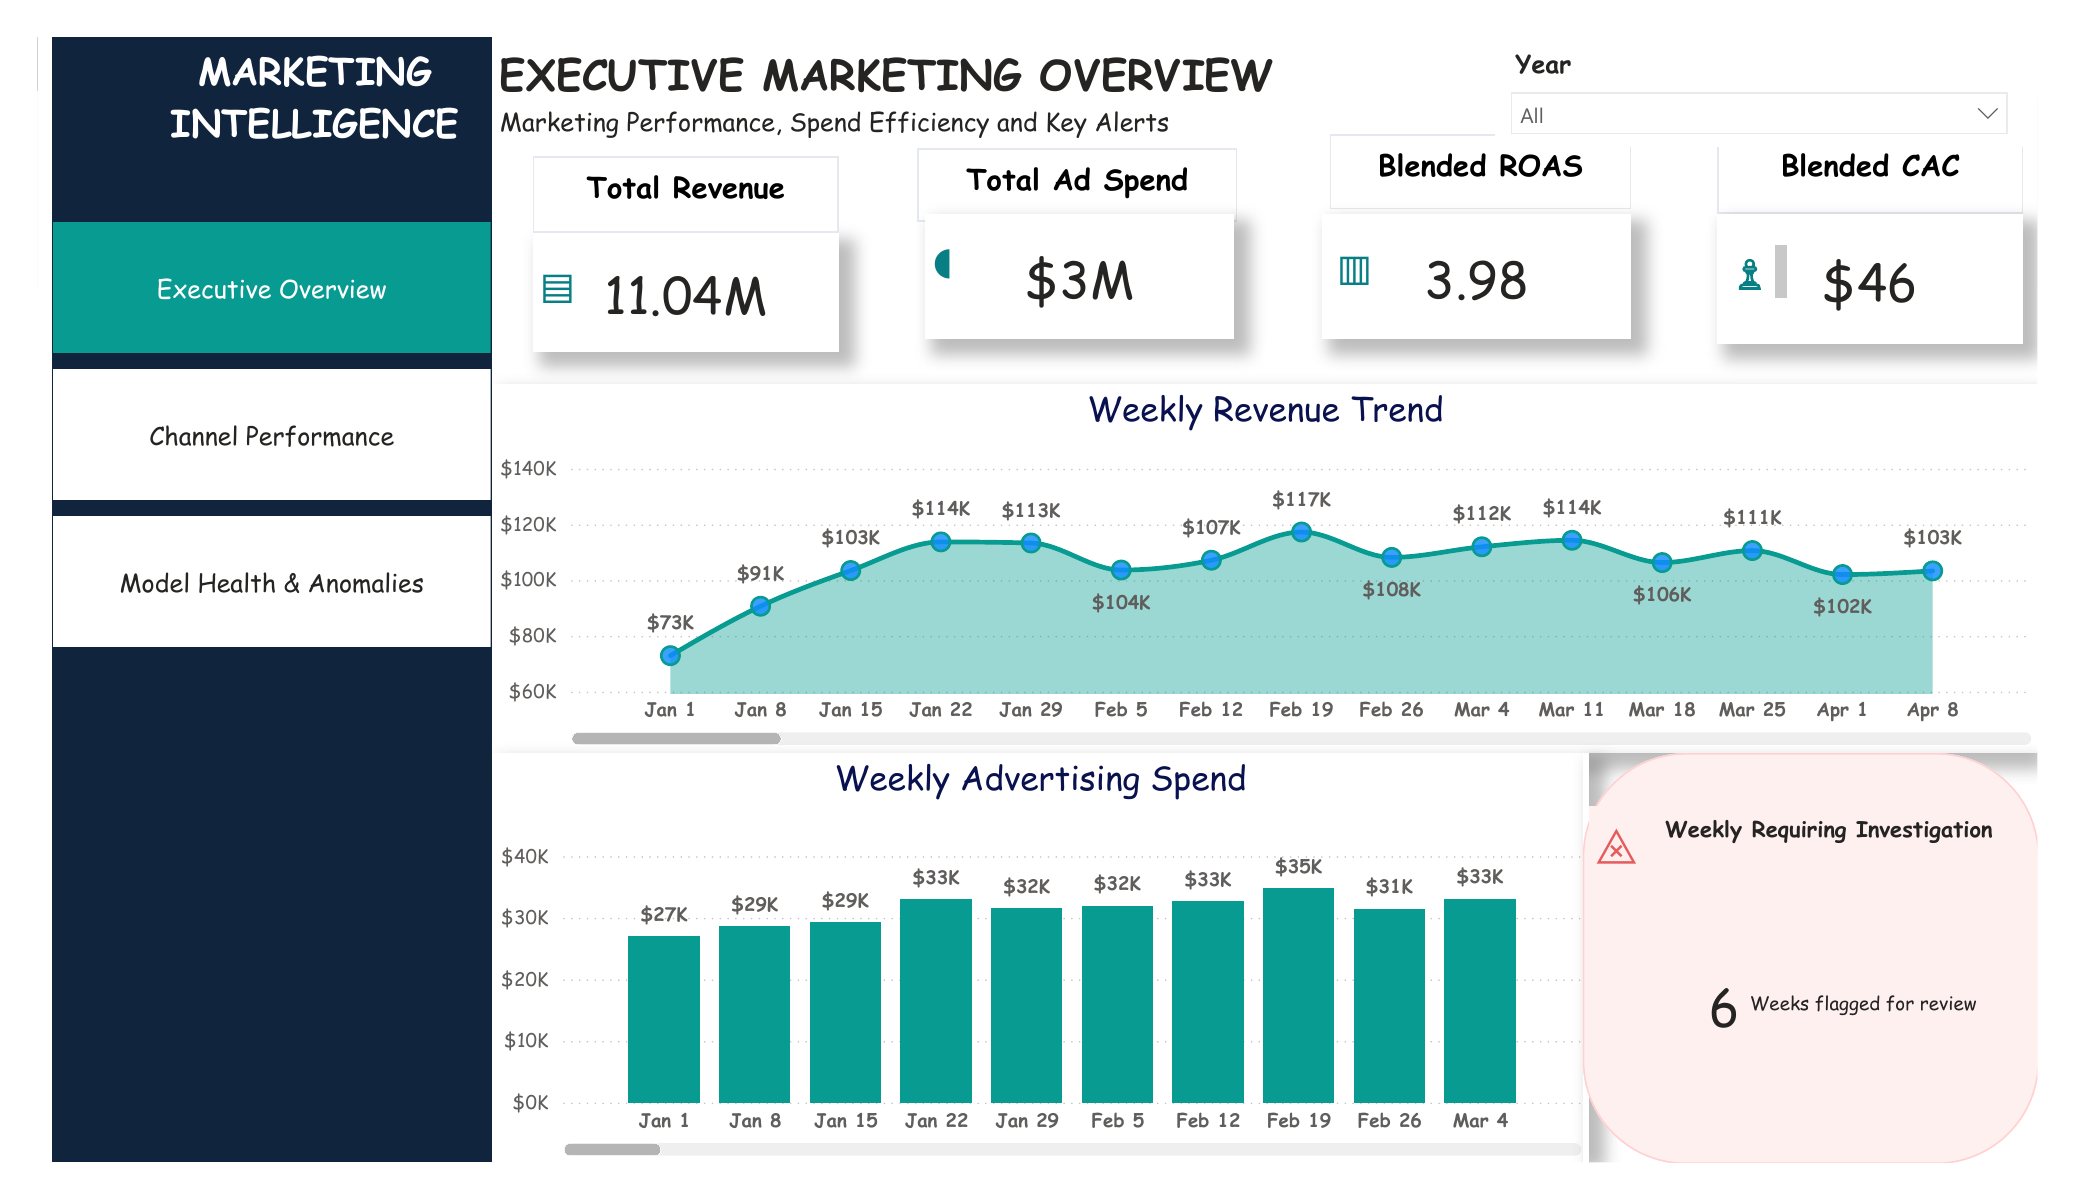 MARKETING
INTELLIGENCE
Executive Overview
Channel Performance
Model Health & Anomalies
EXECUTIVE MARKETING OVERVIEW
Marketing Performance, Spend Efficiency and Key Alerts
Year
All
Total Revenue
11.04M
Total Ad Spend
$3M
Blended ROAS
3.98
Blended CAC
$46
Weekly Revenue Trend
$140K
$120K
$100K
$80K
$60K
$73K
$91K
$103K
$114K
$113K
$104K
$107K
$117K
$108K
$112K
$114K
$106K
$111K
$102K
$103K
Jan 1 Jan 8 Jan 15 Jan 22 Jan 29 Feb 5 Feb 12 Feb 19 Feb 26 Mar 4 Mar 11 Mar 18 Mar 25 Apr 1 Apr 8
Weekly Advertising Spend
$40K
$30K
$20K
$10K
$0K
$27K
$29K
$29K
$33K
$32K
$32K
$33K
$35K
$31K
$33K
Jan 1 Jan 8 Jan 15 Jan 22 Jan 29 Feb 5 Feb 12 Feb 19 Feb 26 Mar 4
Weekly Requiring Investigation
6 Weeks flagged for review